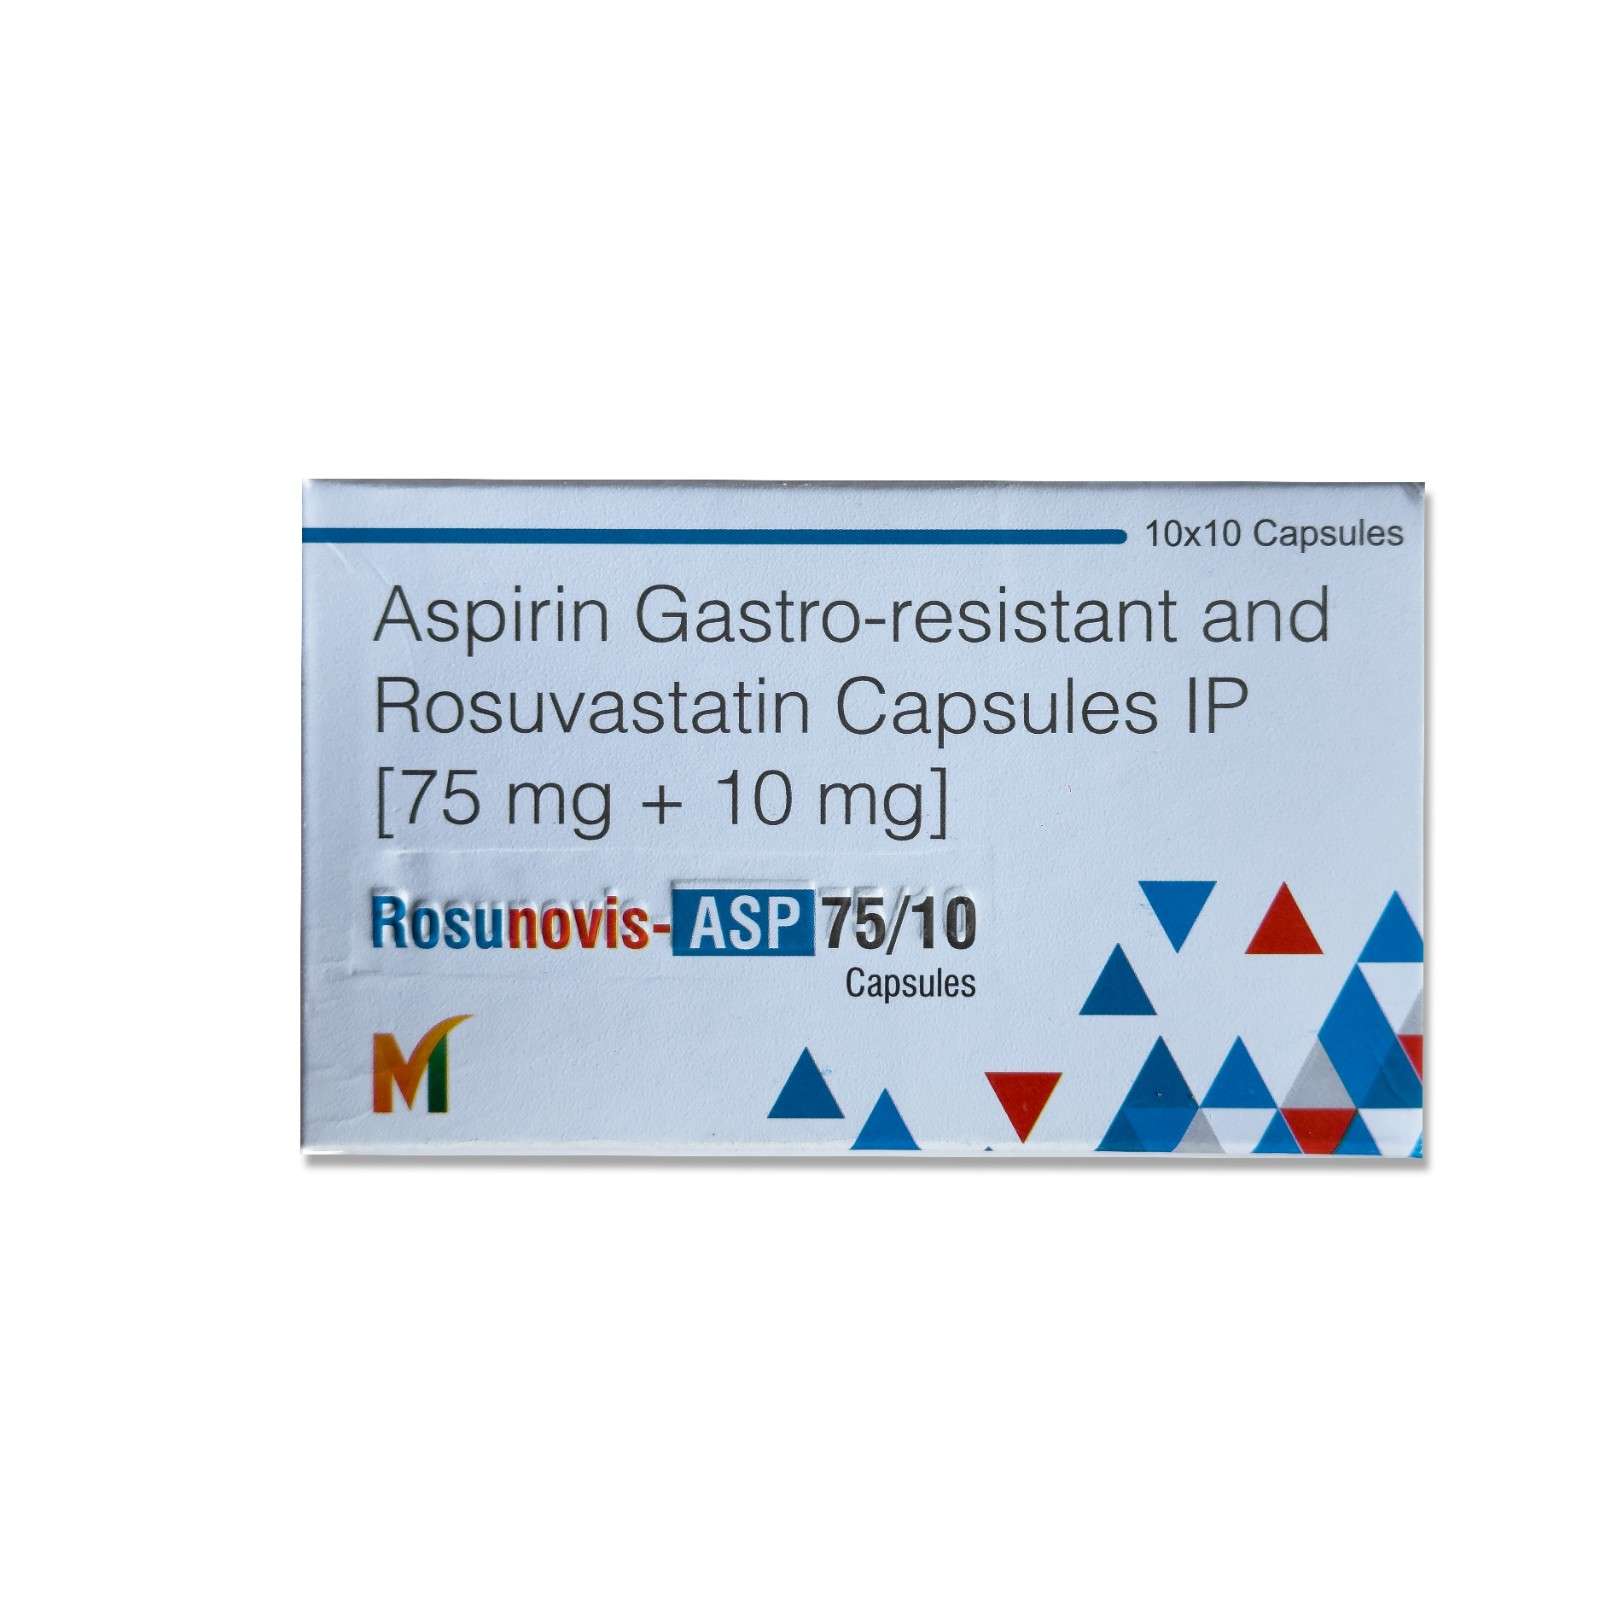 10x10 Capsules
Aspirin Gastro-resistant and
Rosuvastatin Capsules IP
[75 mg + 10 mg]
Rosunovis-ASP 75/10
Capsules
M